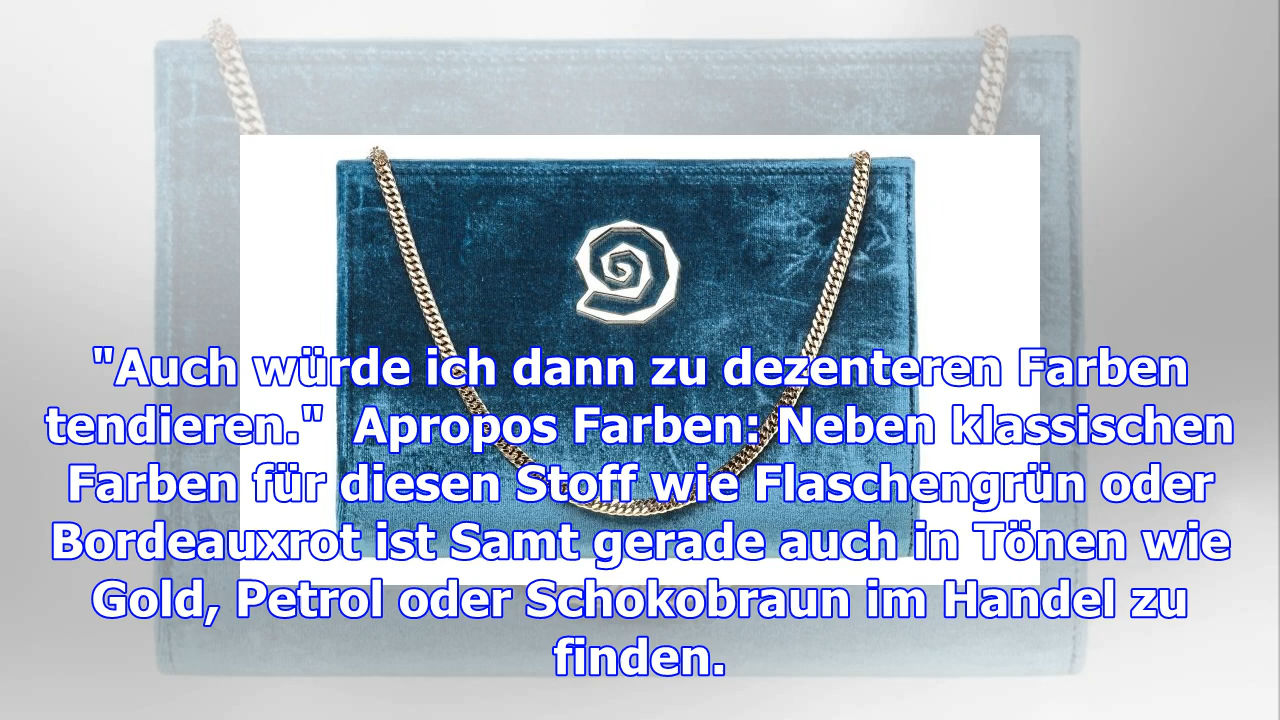 "Auch würde ich dann zu dezenteren Farben
tendieren."  Apropos Farben: Neben klassischen
Farben für diesen Stoff wie Flaschengrün oder
Bordeauxrot ist Samt gerade auch in Tönen wie
Gold, Petrol oder Schokobraun im Handel zu
finden.